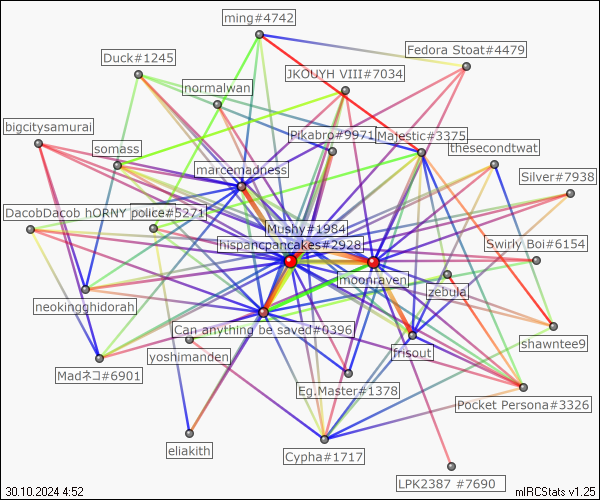 ming#4742
Fedora Stoat#4479
Duck#1245
JKOUYH VIII#7034
normalwan
bigcitysamurai
Pikabro#9971
Majestic#3375
somass
thesecondtwat
marcemadness
Silver#7938
DacobDacob hORNY
police#5271
Mushy#1984
hispancpancakes#2928
Swirly Boi#6154
moonraven
zebula
neokingghidorah
Can anything be saved#0396
shawntee9
yoshimanden
frisout
Madネコ#6901
Eg.Master#1378
Pocket Persona#3326
eliakith
Cypha#1717
LPK2387 #7690
30.10.2024 4:52
mIRCStats v1.25